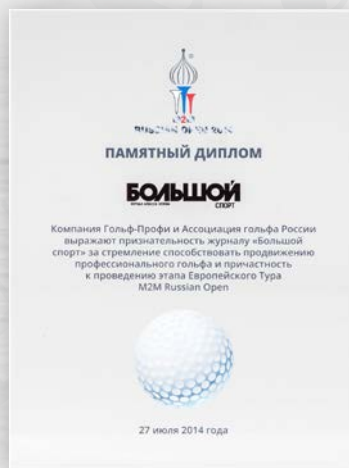 ПАМЯТНЫЙ ДИПЛОМ
БОЛЬШОЙ
СПОРТ
Компания Гольф-Профи и Ассоциация гольфа России
выражают признательность журналу «Большой
спорт» за стремление способствовать продвижению
профессионального гольфа и причастность
к проведению этапа Европейского Тура
M2M Russian Open
27 июля 2014 года